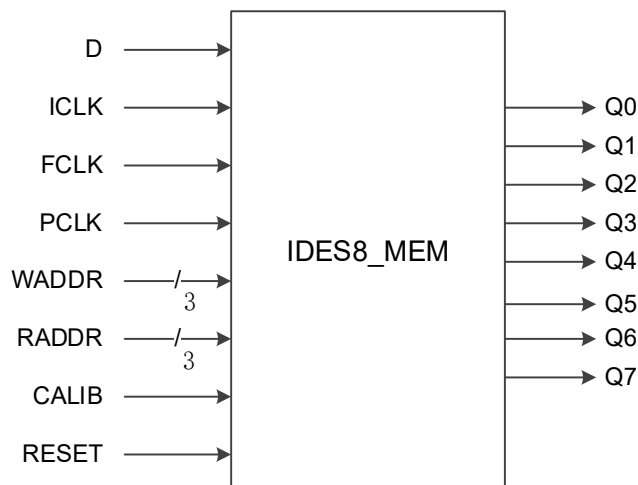 D
ICLK
FCLK
PCLK
WADDR
/
3
RADDR
/
3
CALIB
RESET
IDES8_MEM
Q0
Q1
Q2
Q3
Q4
Q5
Q6
Q7